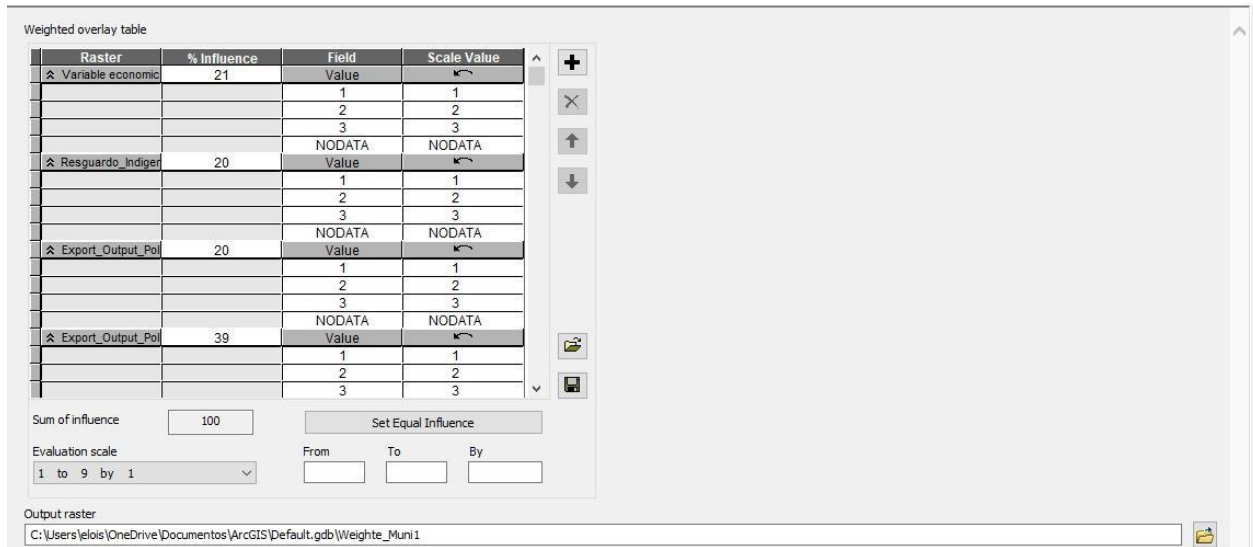 Weighted overlay table
Raster % Influence Field Scale Value
Variable economic 21 Value
1 1
2 2
3 3
NODATA NODATA
Resguardo_Indiger 20 Value
1 1
2 2
3 3
NODATA NODATA
Export_Output_Pol 20 Value
1 1
2 2
3 3
NODATA NODATA
Export_Output_Pol 39 Value
1 1
2 2
3 3
Sum of influence 100 Set Equal Influence
Evaluation scale From To By
1 to 9 by 1
Output raster
C:\Users\elois\OneDrive\Documentos\ArcGIS\Default.gdb\Weighte_Muni1